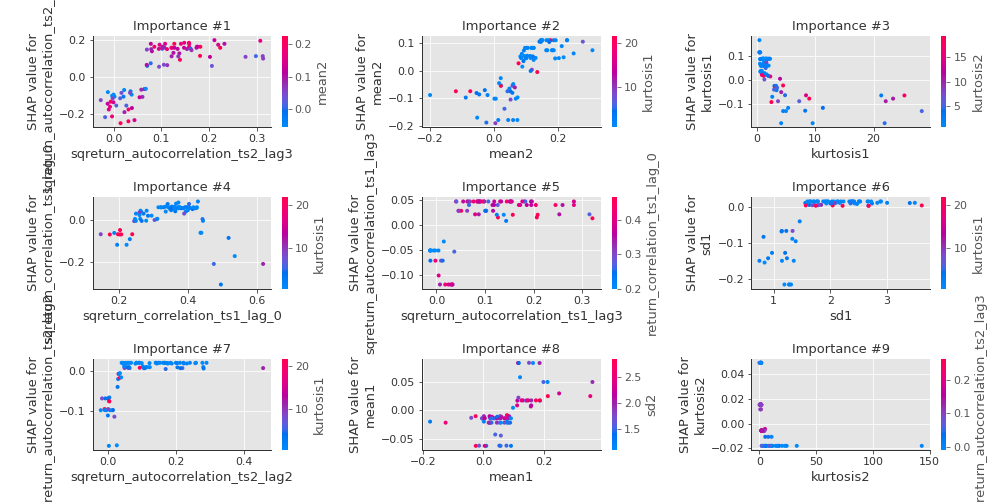 Importance #1
SHAP value for
sqreturn_autocorrelation_ts2_lag3
0.2
0.0
−0.2
0.0 0.1 0.2 0.3
sqreturn_autocorrelation_ts2_lag3
0.2
0.1
0.0
mean2
Importance #2
SHAP value for
mean2
0.1
0.0
−0.1
−0.2
−0.2 0.0 0.2
mean2
20
10
kurtosis1
Importance #3
SHAP value for
kurtosis1
0.1
0.0
−0.1
0 10 20
kurtosis1
15
10
5
kurtosis2
Importance #4
SHAP value for
sqreturn_correlation_ts1_lag_0
0.0
−0.2
0.2 0.4 0.6
sqreturn_correlation_ts1_lag_0
20
10
kurtosis1
Importance #5
SHAP value for
sqreturn_autocorrelation_ts1_lag3
0.05
0.00
−0.05
−0.10
0.0 0.1 0.2 0.3
sqreturn_autocorrelation_ts1_lag3
0.4
0.3
0.2
return_correlation_ts1_lag_0
Importance #6
SHAP value for
sd1
0.0
−0.1
−0.2
1 2 3
sd1
20
10
kurtosis1
Importance #7
SHAP value for
sqreturn_autocorrelation_ts2_lag2
0.0
−0.1
0.0 0.2 0.4
sqreturn_autocorrelation_ts2_lag2
20
10
kurtosis1
Importance #8
SHAP value for
mean1
0.05
0.00
−0.05
−0.2 0.0 0.2
mean1
2.5
2.0
1.5
sd2
Importance #9
SHAP value for
kurtosis2
0.04
0.02
0.00
−0.02
0 50 100 150
kurtosis2
0.2
0.1
0.0
return_autocorrelation_ts2_lag3